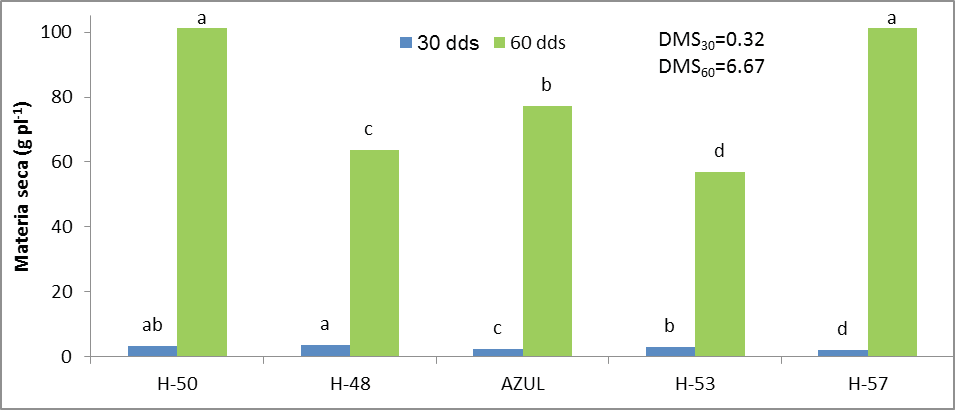 Materia seca (g pl-1)
100
80
60
40
20
0
30 dds 60 dds
DMS30=0.32
DMS60=6.67
a
c
b
d
a
ab
a
c
b
d
H-50 H-48 AZUL H-53 H-57